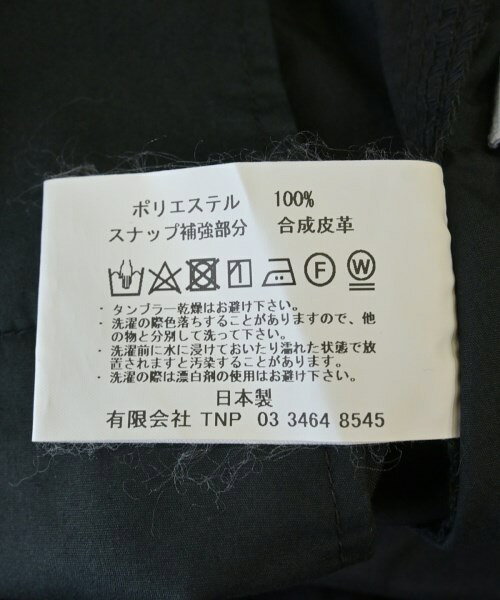 ポリエステル 100%
スナップ補強部分 合成皮革
F W
・タンブラー乾燥はお避け下さい。
・洗濯の際色落ちすることがありますので、他
の物と分別して洗って下さい。
・洗濯前に水に浸けておいたり濡れた状態で放
置されますと汚染することがあります。
・洗濯の際は漂白剤の使用はお避け下さい。
日本製
有限会社 TNP 03 3464 8545